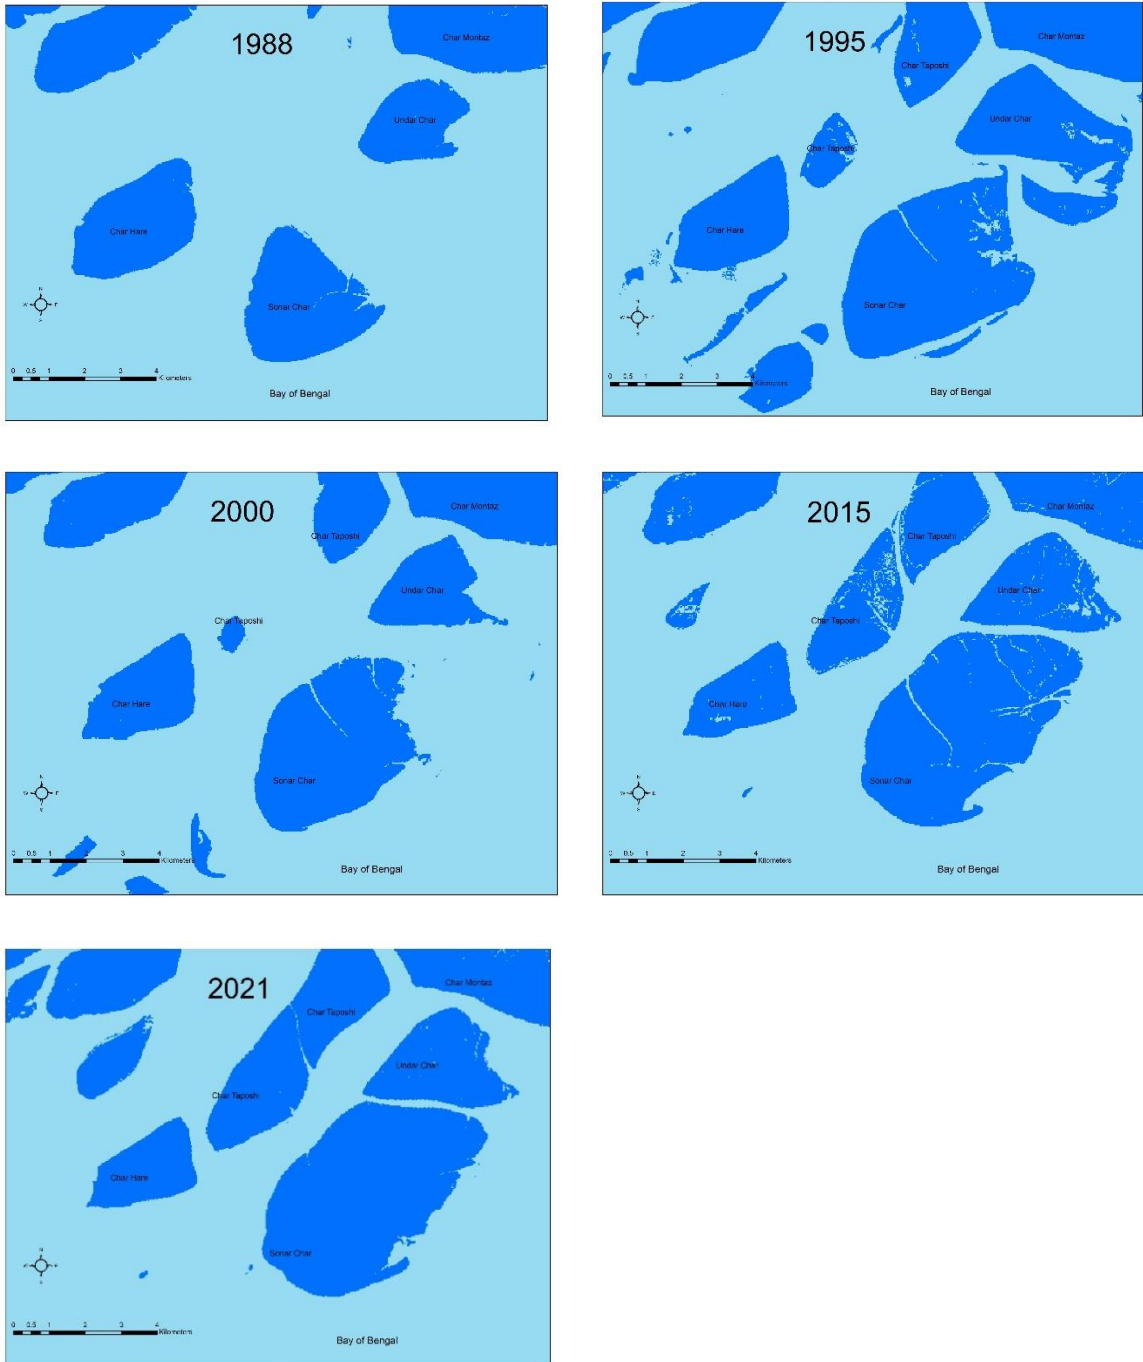 1988
Char Montaz
Undar Char
Char Hare
Sonar Char
N
W E
S
0 0.5 1 2 3 4
Kilometers
Bay of Bengal
1995
Char Montaz
Char Taposhi
Undar Char
Char Taposhi
Char Hare
Sonar Char
N
W E
S
0 0.5 1 2 3 4
Kilometers
Bay of Bengal
2000
Char Montaz
Char Taposhi
Undar Char
Char Taposhi
Char Hare
Sonar Char
N
W E
S
0 0.5 1 2 3 4
Kilometers
Bay of Bengal
2015
Char Montaz
Char Taposhi
Undar Char
Char Taposhi
Char Hare
Sonar Char
N
W E
S
0 0.5 1 2 3 4
Kilometers
Bay of Bengal
2021
Char Montaz
Char Taposhi
Undar Char
Char Taposhi
Char Hare
Sonar Char
N
W E
S
0 0.5 1 2 3 4
Kilometers
Bay of Bengal